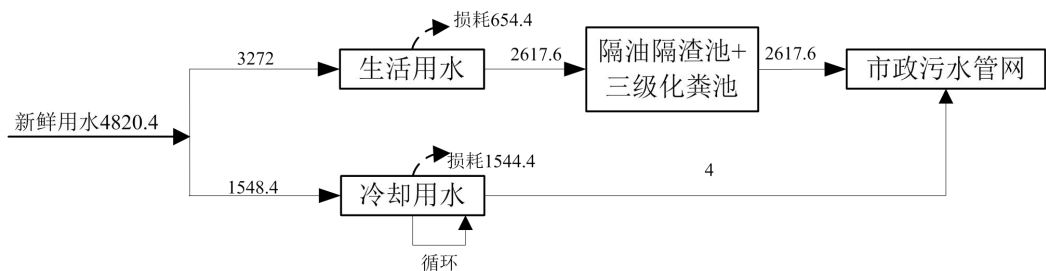 损耗654.4
3272
生活用水
2617.6
隔油隔渣池+
三级化粪池
2617.6
市政污水管网
新鲜用水4820.4
损耗1544.4
1548.4
冷却用水
4
循环